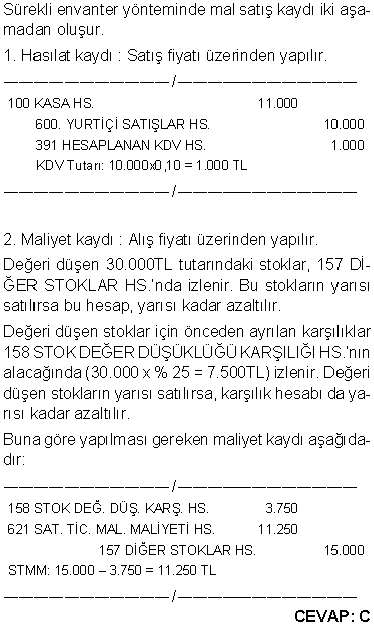 Sürekli envanter yönteminde mal satış kaydı iki aşa-
madan oluşur.
1. Hasılat kaydı : Satış fiyatı üzerinden yapılır.
————————————/————————————
100 KASA HS. 11.000
600. YURTİÇİ SATIŞLAR HS. 10.000
391 HESAPLANAN KDV HS. 1.000
KDV Tutarı: 10.000x0,10 = 1.000 TL
————————————/————————————
2. Maliyet kaydı : Alış fiyatı üzerinden yapılır.
Değeri düşen 30.000TL tutarındaki stoklar, 157 Dİ-
ĞER STOKLAR HS.'nda izlenir. Bu stokların yarısı
satılırsa bu hesap, yarısı kadar azaltılır.
Değeri düşen stoklar için önceden ayrılan karşılıklar
158 STOK DEĞER DÜŞÜKLÜĞÜ KARŞILIĞI HS.'nın
alacağında (30.000 x % 25 = 7.500TL) izlenir. Değeri
düşen stokların yarısı satılırsa, karşılık hesabı da ya-
rısı kadar azaltılır.
Buna göre yapılması gereken maliyet kaydı aşağıda-
dır:
————————————/————————————
158 STOK DEĞ. DÜŞ. KARŞ. HS. 3.750
621 SAT. TİC. MAL. MALİYETİ HS. 11.250
157 DİĞER STOKLAR HS. 15.000
STMM: 15.000 – 3.750 = 11.250 TL
————————————/————————————
CEVAP: C